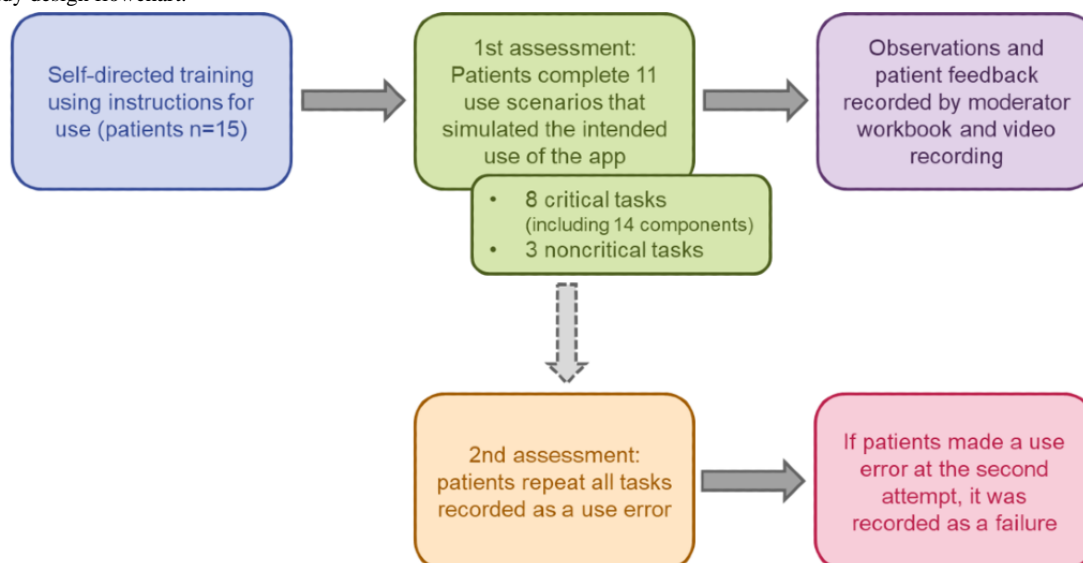 dy design flowchart.
Self-directed training
using instructions for
use (patients n=15)
1st assessment:
Patients complete 11
use scenarios that
simulated the intended
use of the app
• 8 critical tasks
(including 14 components)
• 3 noncritical tasks
Observations and
patient feedback
recorded by moderator
workbook and video
recording
2nd assessment:
patients repeat all tasks
recorded as a use error
If patients made a use
error at the second
attempt, it was
recorded as a failure